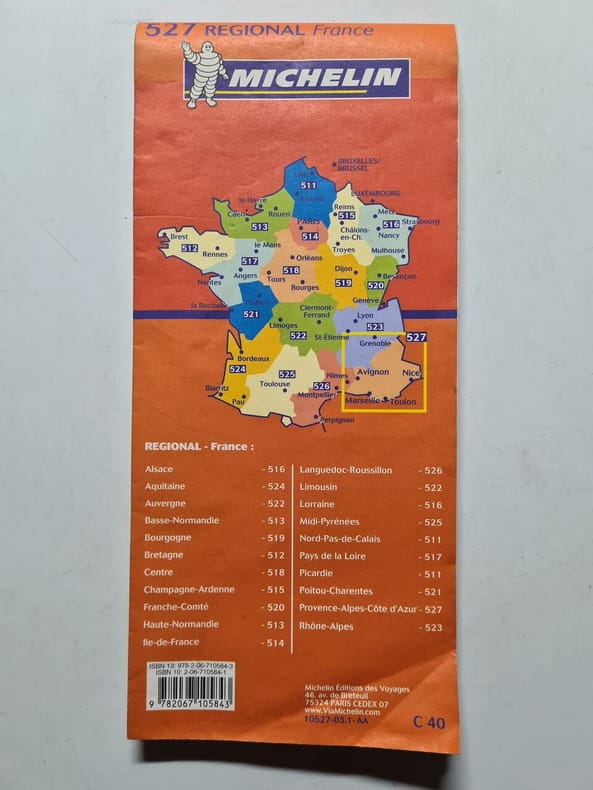 527 REGIONAL France
MICHELIN
BRUXELLES/
BRUSSEL
Lille
511
Amiens
LUXEMBOURG
le Havre
Rouen
Caen
513
Reims
515
Metz
516
Strasbourg
PARIS
514
Châlons-
en-Ch.
Nancy
Brest
512
Rennes
le Mans
517
Troyes
Mulhouse
Orléans
518
Dijon
519
Besançon
520
Angers
Tours
Nantes
Bourges
Genève
la Rochelle
Poitiers
521
Clermont-
Ferrand
Lyon
523
Limoges
522
St-Étienne
Grenoble
527
Bordeaux
524
525
Toulouse
Nîmes
526
Montpellier
Avignon
Nice
Biarritz
Pau
Marseille
Toulon
Perpignan
REGIONAL - France :
Alsace - 516
Aquitaine - 524
Auvergne - 522
Basse-Normandie - 513
Bourgogne - 519
Bretagne - 512
Centre - 518
Champagne-Ardenne - 515
Franche-Comté - 520
Haute-Normandie - 513
Ile-de-France - 514
Languedoc-Roussillon - 526
Limousin - 522
Lorraine - 516
Midi-Pyrénées - 525
Nord-Pas-de-Calais - 511
Pays de la Loire - 517
Picardie - 511
Poitou-Charentes - 521
Provence-Alpes-Côte d'Azur - 527
Rhône-Alpes - 523
ISBN 13: 978-2-06-710584-3
ISBN 10: 2-06-710584-1
9 782067 105843
Michelin Éditions des Voyages
46, av. de Breteuil
75324 PARIS CEDEX 07
www.ViaMichelin.com
10527-03.1-AA
C 40